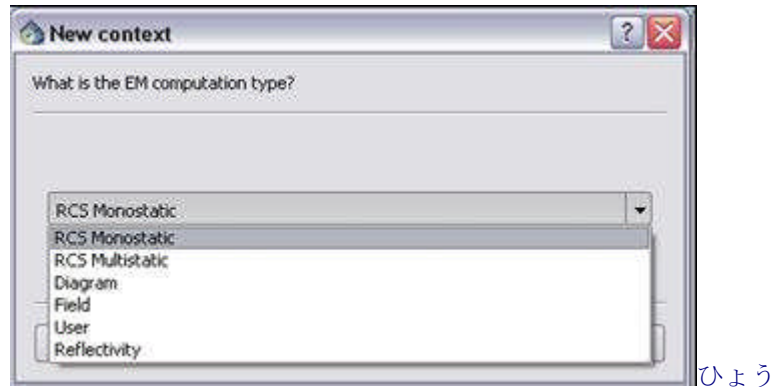 New context
?
What is the EM computation type?
RCS Monostatic
RCS Monostatic
RCS Multistatic
Diagram
Field
User
Reflectivity
ひょう